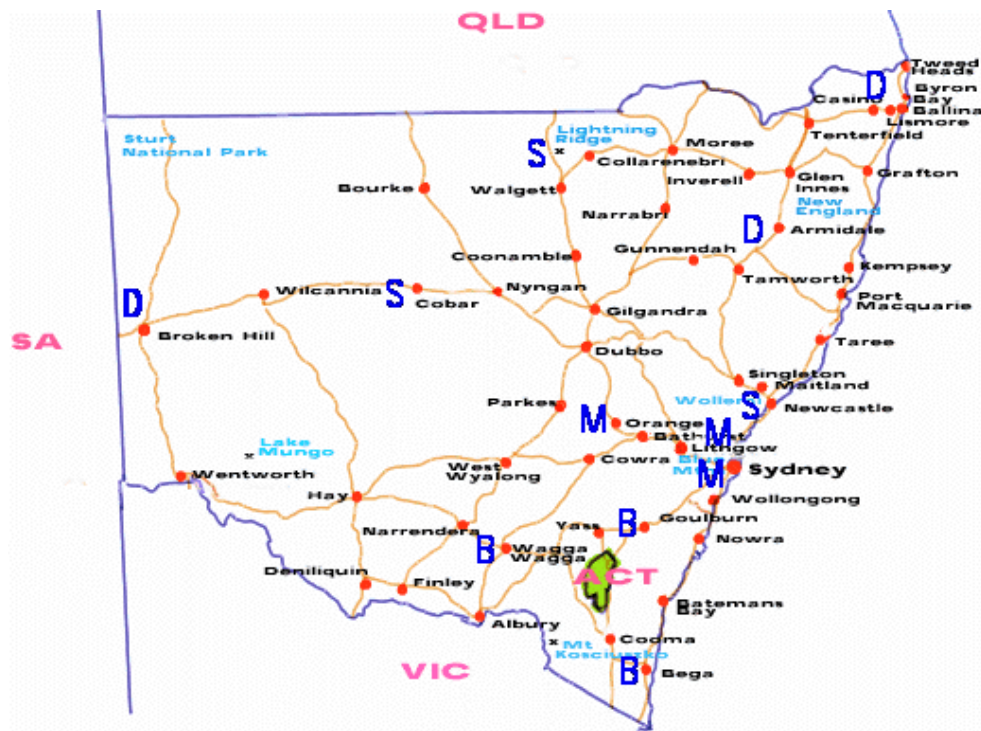 QLD
Tweed
Heads
D
Byron
Bay
Casino
Ballina
Lismore
Tenterfield
Sturt
National Park
Lightning
Ridge
S
x
Moree
Collarenebri
Inverell
Glen
Innes
Grafton
Bourke
Walgett
Narrabri
New
England
D
Armidale
Gunnendah
Coonamble
Tamworth
Kempsey
D
Wilcannia
S
Cobar
Nyngan
Port
Macquarie
Gilgandra
Broken Hill
SA
Dubbo
Taree
Singleton
Maitland
Parkes
S
Newcastle
M
Orange
M
Lithgow
Blue
Lake
Mungo
x
West
Wyalong
Cowra
M
Sydney
Wentworth
Hay
Wollongong
Narrendera
Yass
B
Goulburn
Nowra
B
Wagga
Wagga
ACT
Deniliquin
Finley
Batemans
Bay
Albury
x
Mt
Kosciuszko
Cooma
VIC
B
Bega